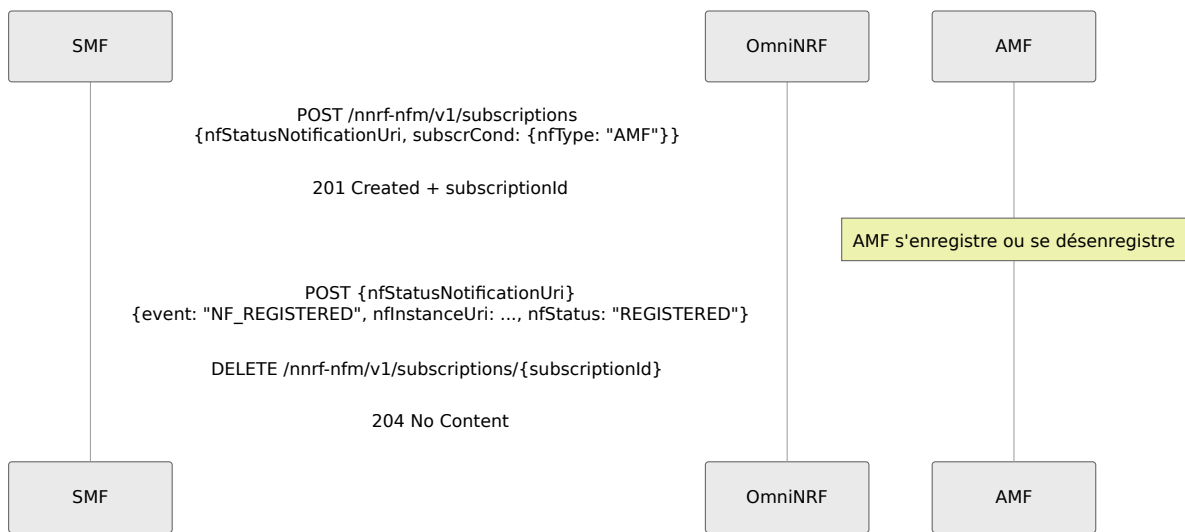 SMF
OmniNRF
AMF
POST /nnrf-nfm/v1/subscriptions
{nfStatusNotificationUri, subscrCond: {nfType: "AMF"}}
201 Created + subscriptionId
AMF s'enregistre ou se désenregistre
POST {nfStatusNotificationUri}
{event: "NF_REGISTERED", nfInstanceUri: ..., nfStatus: "REGISTERED"}
DELETE /nnrf-nfm/v1/subscriptions/{subscriptionId}
204 No Content
SMF
OmniNRF
AMF